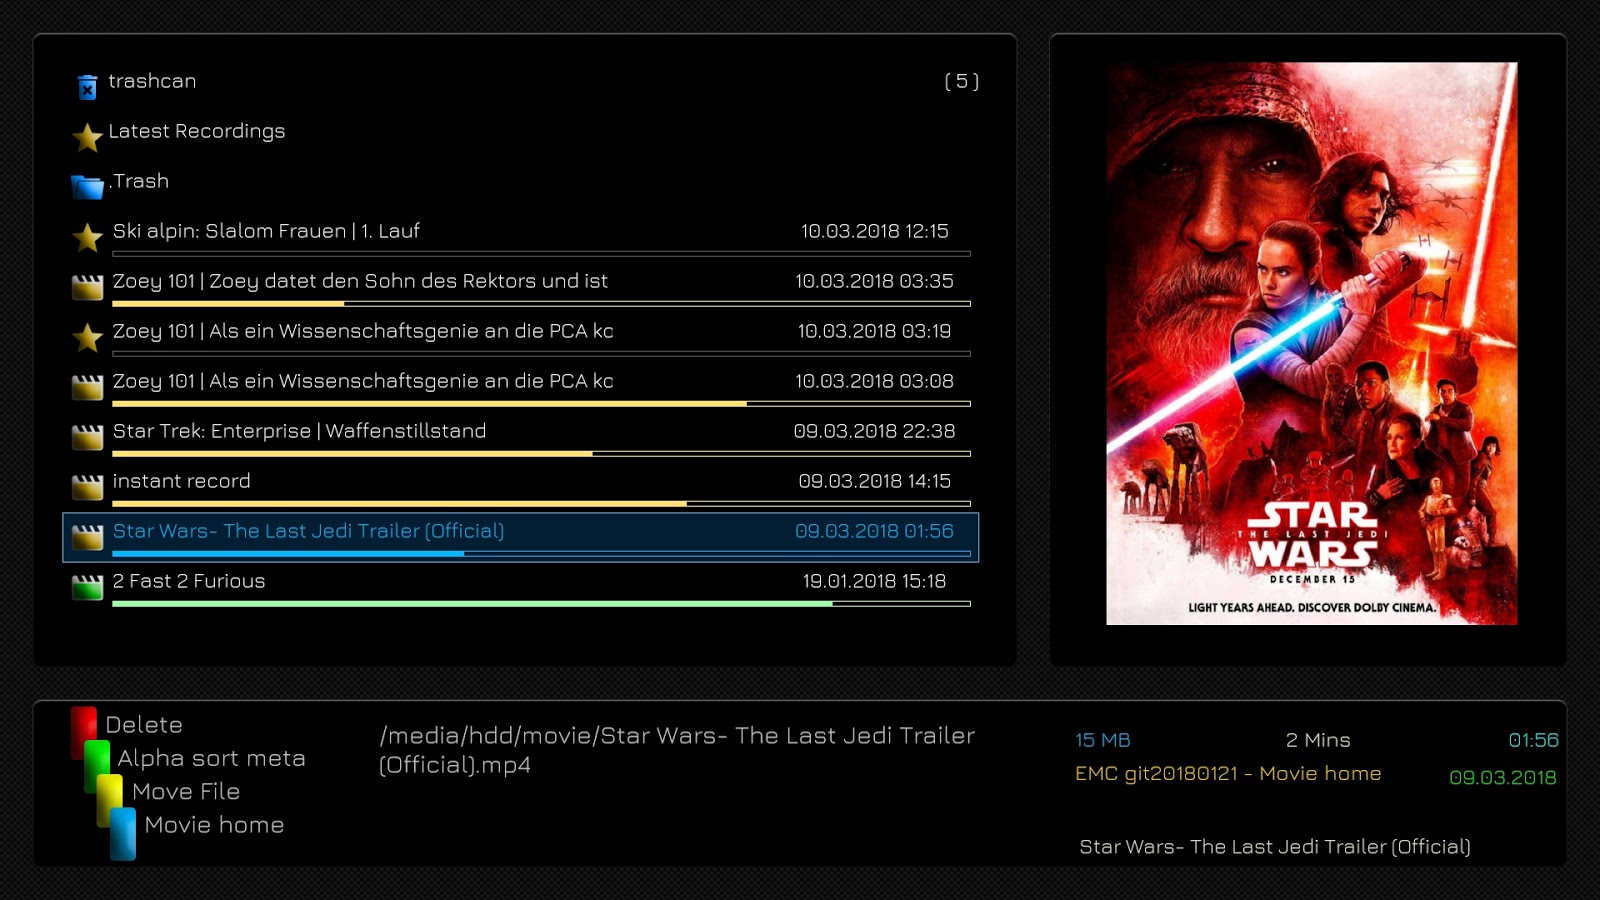 trashcan ( 5 )
Latest Recordings
.Trash
Ski alpin: Slalom Frauen | 1. Lauf 10.03.2018 12:15
Zoey 101 | Zoey datet den Sohn des Rektors und ist 10.03.2018 03:35
Zoey 101 | Als ein Wissenschaftsgenie an die PCA ko 10.03.2018 03:19
Zoey 101 | Als ein Wissenschaftsgenie an die PCA ko 10.03.2018 03:08
Star Trek: Enterprise | Waffenstillstand 09.03.2018 22:38
instant record 09.03.2018 14:15
Star Wars- The Last Jedi Trailer (Official) 09.03.2018 01:56
2 Fast 2 Furious 19.01.2018 15:18
STAR
THE LAST JEDI
WARS
DECEMBER 15
LIGHT YEARS AHEAD. DISCOVER DOLBY CINEMA.
Delete
Alpha sort meta
Move File
Movie home
/media/hdd/movie/Star Wars- The Last Jedi Trailer
(Official).mp4
15 MB 2 Mins 01:56
EMC git20180121 - Movie home 09.03.2018
Star Wars- The Last Jedi Trailer (Official)